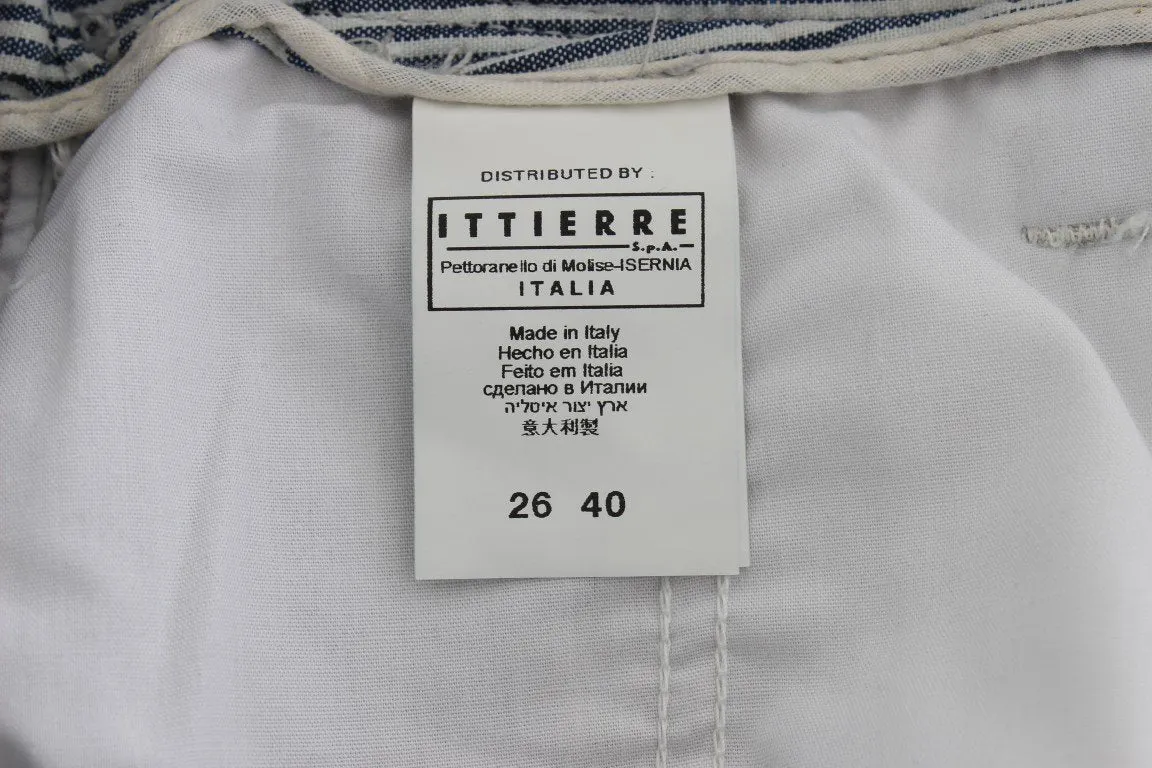 DISTRIBUTED BY :
ITTIERRE
S.p.A.
Pettoranello di Molise-ISERNIA
ITALIA
Made in Italy
Hecho en Italia
Feito em Italia
сделано в Италии
ארץ יצור איטליה
意大利製
26 40